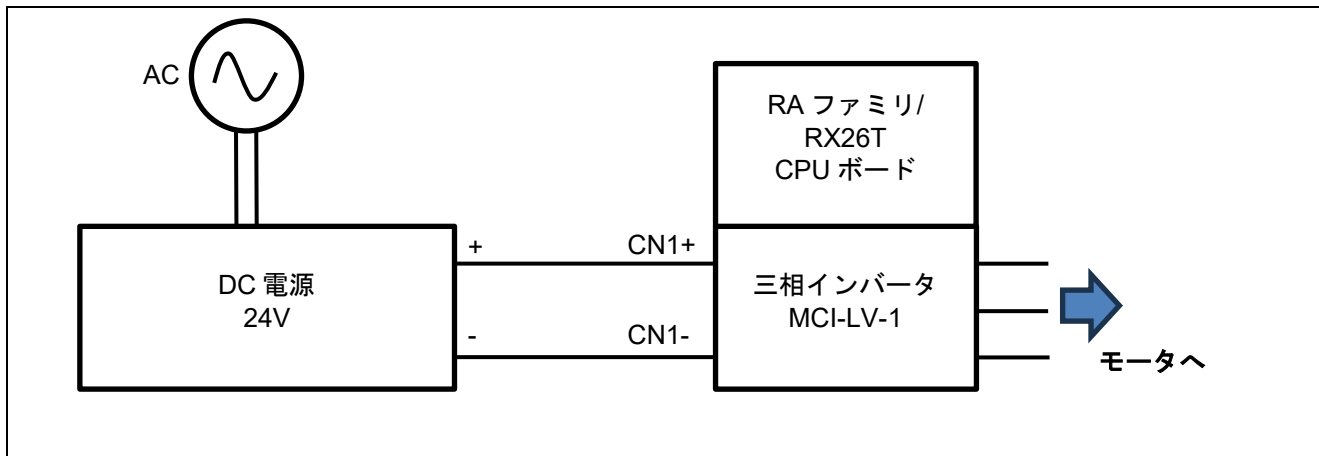 AC
RA ファミリ/
RX26T
CPU ボード
DC 電源
24V
+
CN1+
-
CN1-
三相インバータ
MCI-LV-1
モータへ